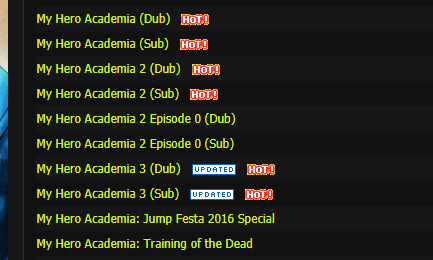 My Hero Academia (Dub) HOT!
My Hero Academia (Sub) HOT!
My Hero Academia 2 (Dub) HOT!
My Hero Academia 2 (Sub) HOT!
My Hero Academia 2 Episode 0 (Dub)
My Hero Academia 2 Episode 0 (Sub)
My Hero Academia 3 (Dub) UPDATED HOT!
My Hero Academia 3 (Sub) UPDATED HOT!
My Hero Academia: Jump Festa 2016 Special
My Hero Academia: Training of the Dead